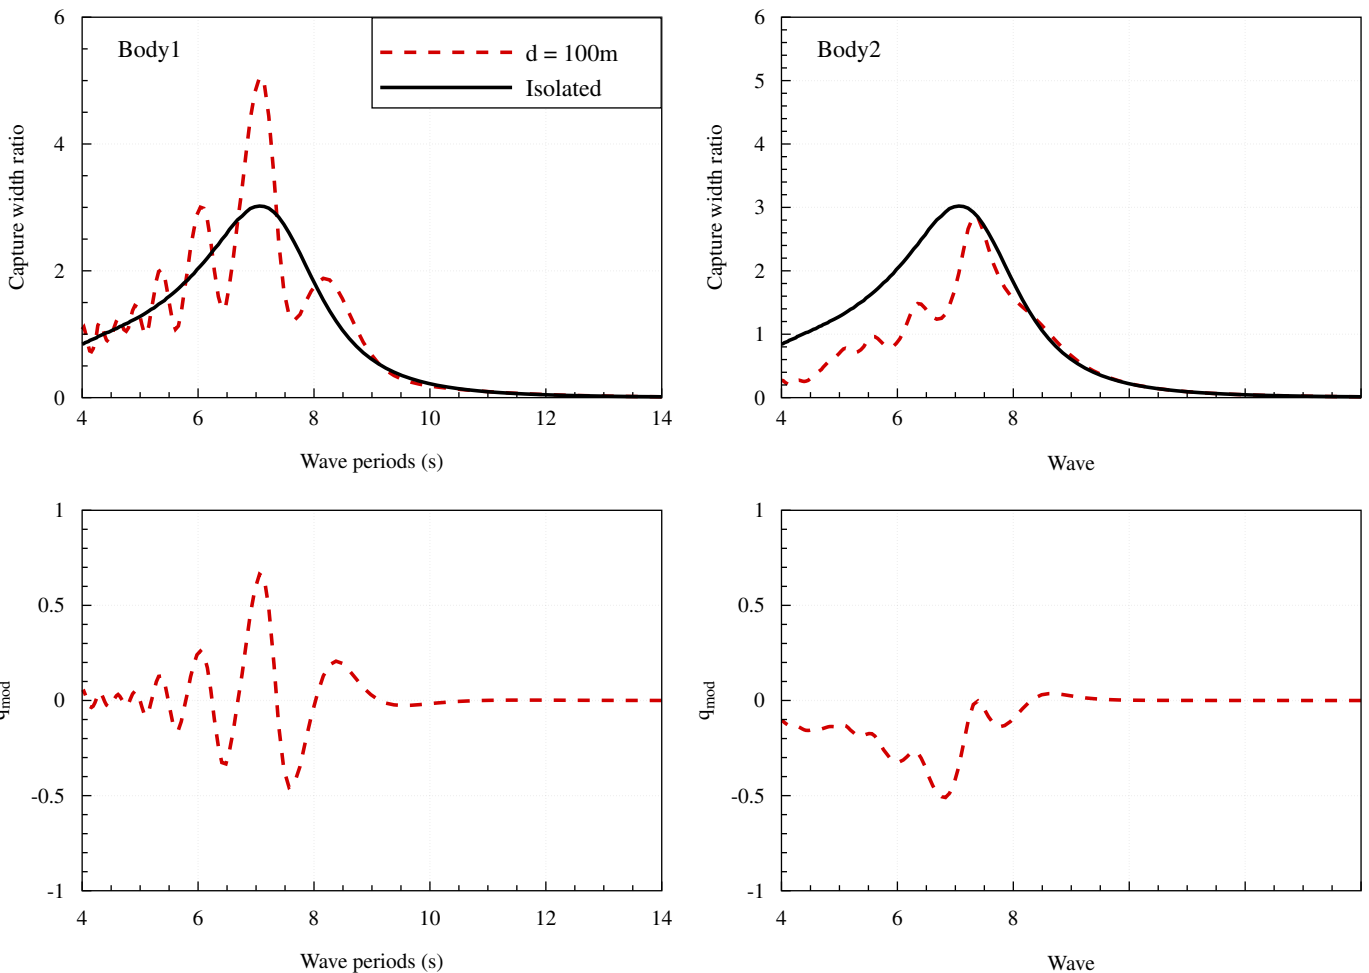 Body1
d = 100m
Isolated
Capture width ratio
6
4
2
0
4 6 8 10 12 14
Wave periods (s)
Body2
Capture width ratio
6
5
4
3
2
1
0
4 6 8
Wave
qmod
1
0.5
0
-0.5
-1
4 6 8 10 12 14
Wave periods (s)
qmod
1
0.5
0
-0.5
-1
4 6 8
Wave